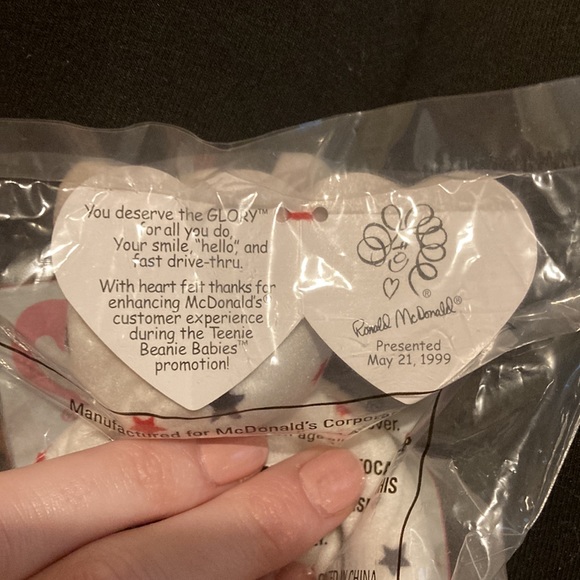 You deserve the GLORY™
for all you do,
Your smile, "hello," and
fast drive-thru.
With heart felt thanks for
enhancing McDonald's®
customer experience
during the Teenie
Beanie Babies™
promotion!
®
Ronald McDonald®
Presented
May 21, 1999
Manufactured for McDonald's
age
ver.